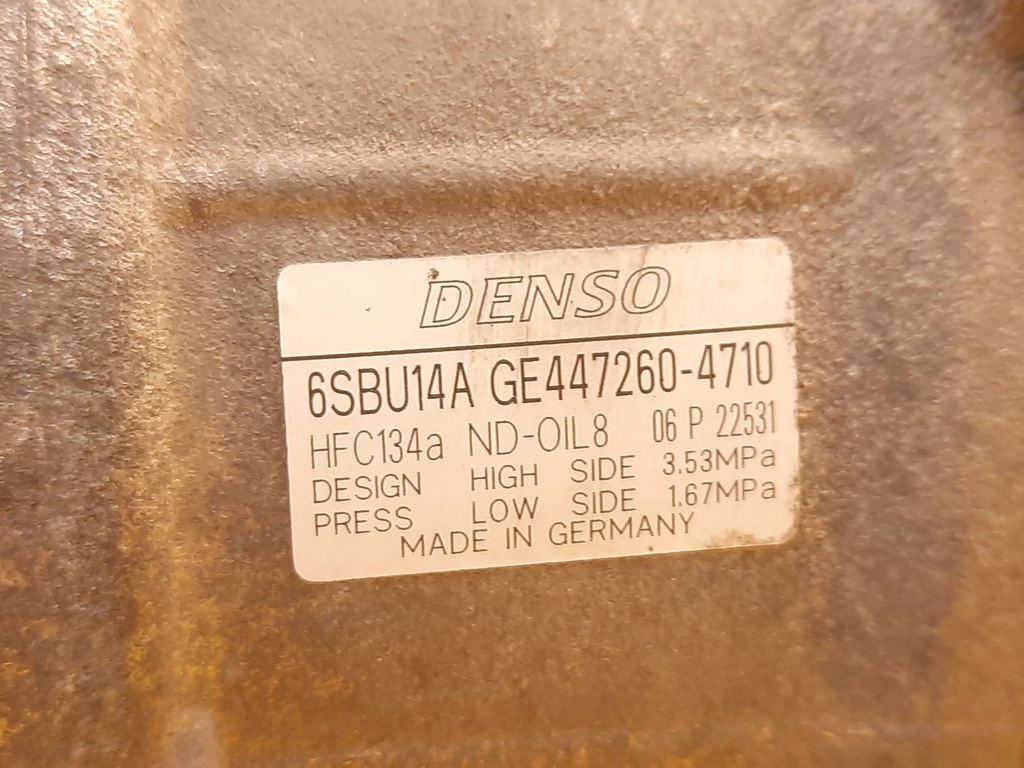 DENSO
6SBU14A GE447260-4710
HFC134a ND-OIL8 06 P 22531
DESIGN HIGH SIDE 3.53MPa
PRESS LOW SIDE 1.67MPa
MADE IN GERMANY